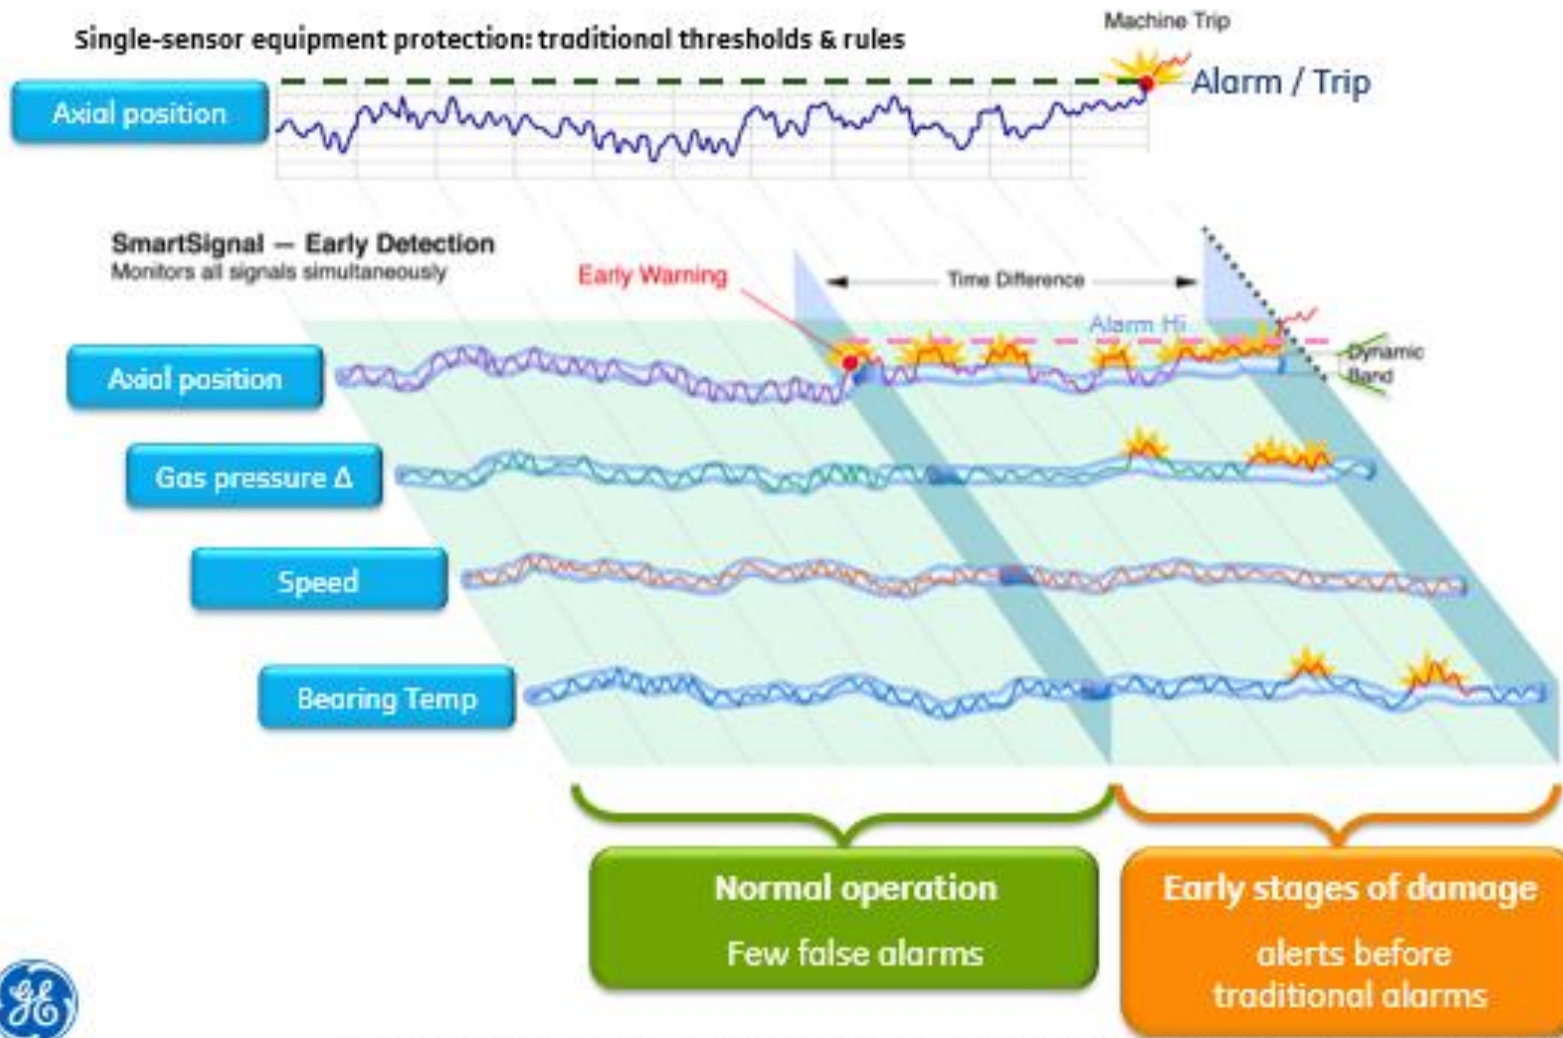 Machine Trip
Single-sensor equipment protection: traditional thresholds & rules
Alarm / Trip
Axial position
SmartSignal — Early Detection
Monitors all signals simultaneously
Early Warning
Time Difference
Alarm Hi
Axial position
Dynamic
Band
Gas pressure Δ
Speed
Bearing Temp
Normal operation
Few false alarms
Early stages of damage
alerts before
traditional alarms
GE